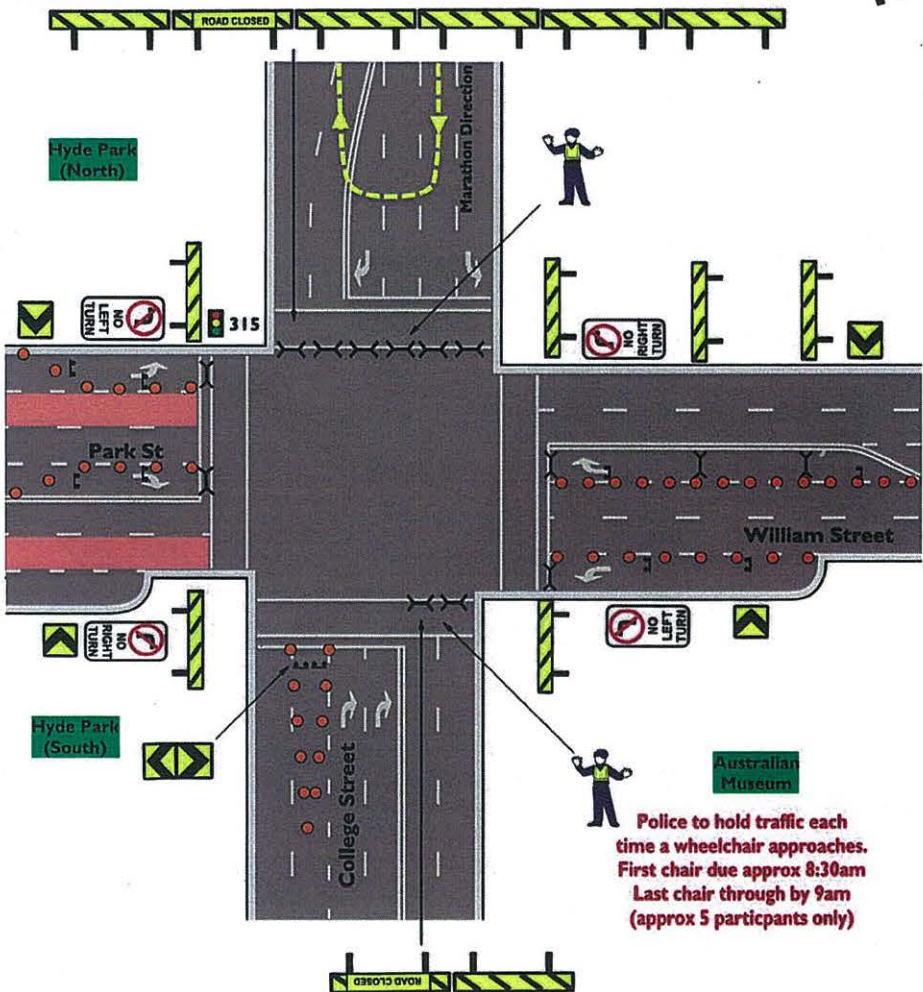 ROAD CLOSED
Hyde Park
(North)
Marathon Direction
NO
LEFT
TURN
315
NO
RIGHT
TURN
Park St
William Street
NO
RIGHT
TURN
NO
LEFT
TURN
Hyde Park
(South)
College Street
Australian
Museum
Police to hold traffic each
time a wheelchair approaches.
First chair due approx 8:30am
Last chair through by 9am
(approx 5 particpants only)
ROAD CLOSED